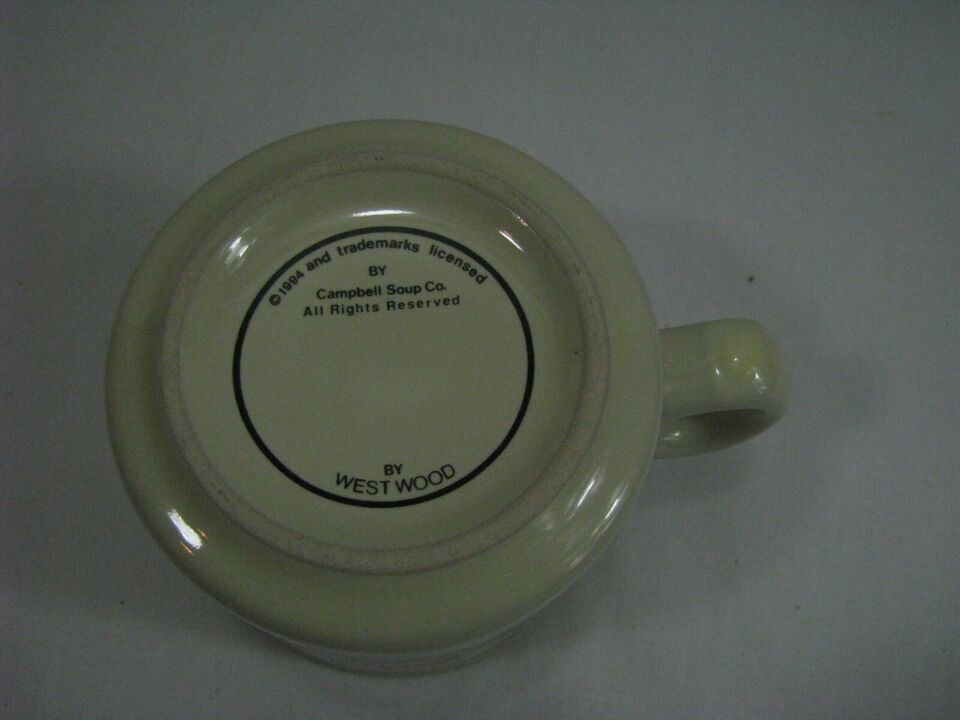 ©1994 and trademarks licensed
BY
Campbell Soup Co.
All Rights Reserved
BY
WEST WOOD